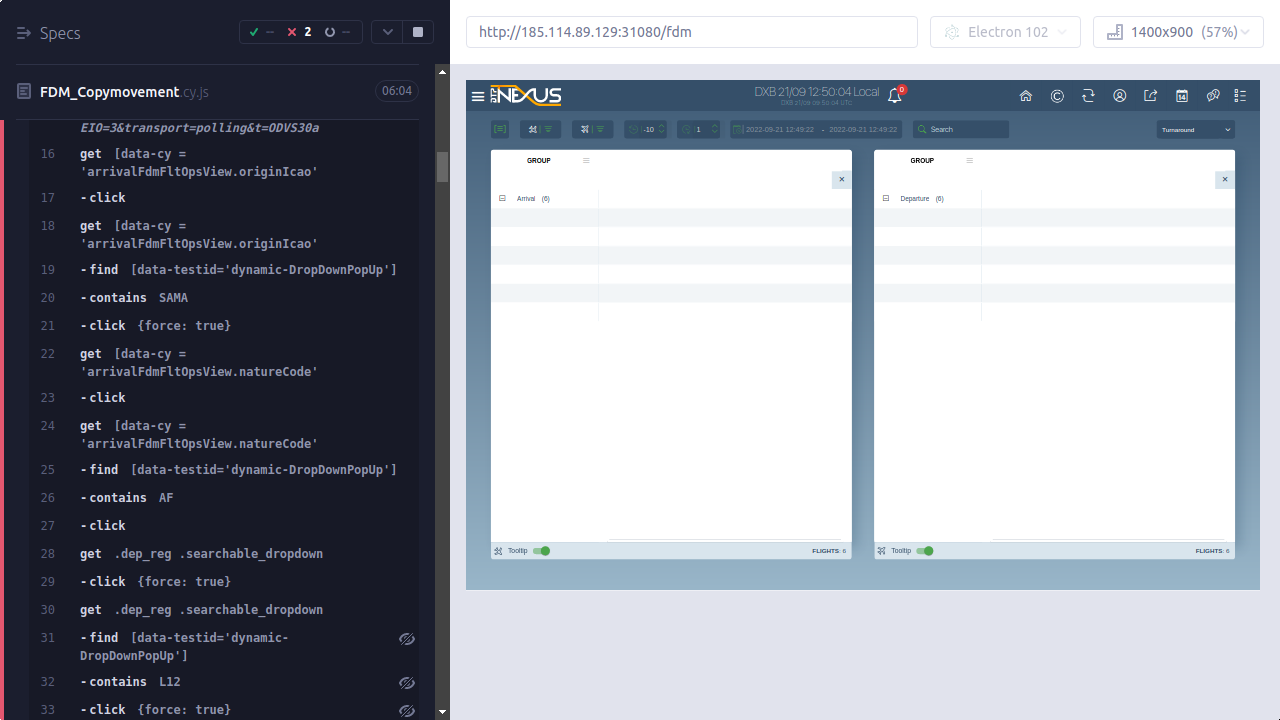 Specs
-- 2 --
FDM_Copymovement.cy.js 06:04
EIO=3&transport=polling&t=ODVS30a
16 get [data-cy =
'arrivalFdmFltOpsView.originIcao'
17 -click
18 get [data-cy =
'arrivalFdmFltOpsView.originIcao'
19 -find [data-testid='dynamic-DropDownPopUp']
20 -contains SAMA
21 -click {force: true}
22 get [data-cy =
'arrivalFdmFltOpsView.natureCode'
23 -click
24 get [data-cy =
'arrivalFdmFltOpsView.natureCode'
25 -find [data-testid='dynamic-DropDownPopUp']
26 -contains AF
27 -click
28 get .dep_reg .searchable_dropdown
29 -click {force: true}
30 get .dep_reg .searchable_dropdown
31 -find [data-testid='dynamic-
DropDownPopUp']
32 -contains L12
33 -click {force: true}
http://185.114.89.129:31080/fdm
Electron 102
1400x900 (57%)
NEXUS
DXB 21/09 12:50:04 Local
DXB 21/09 09:50:04 UTC
0
14
-10
1
2022-09-21 12:49:22 - 2023-09-21 12:49:22
Search
Turnaround
GROUP
×
Arrival (6)
Tooltip
FLIGHTS: 6
GROUP
×
Departure (6)
Tooltip
FLIGHTS: 6